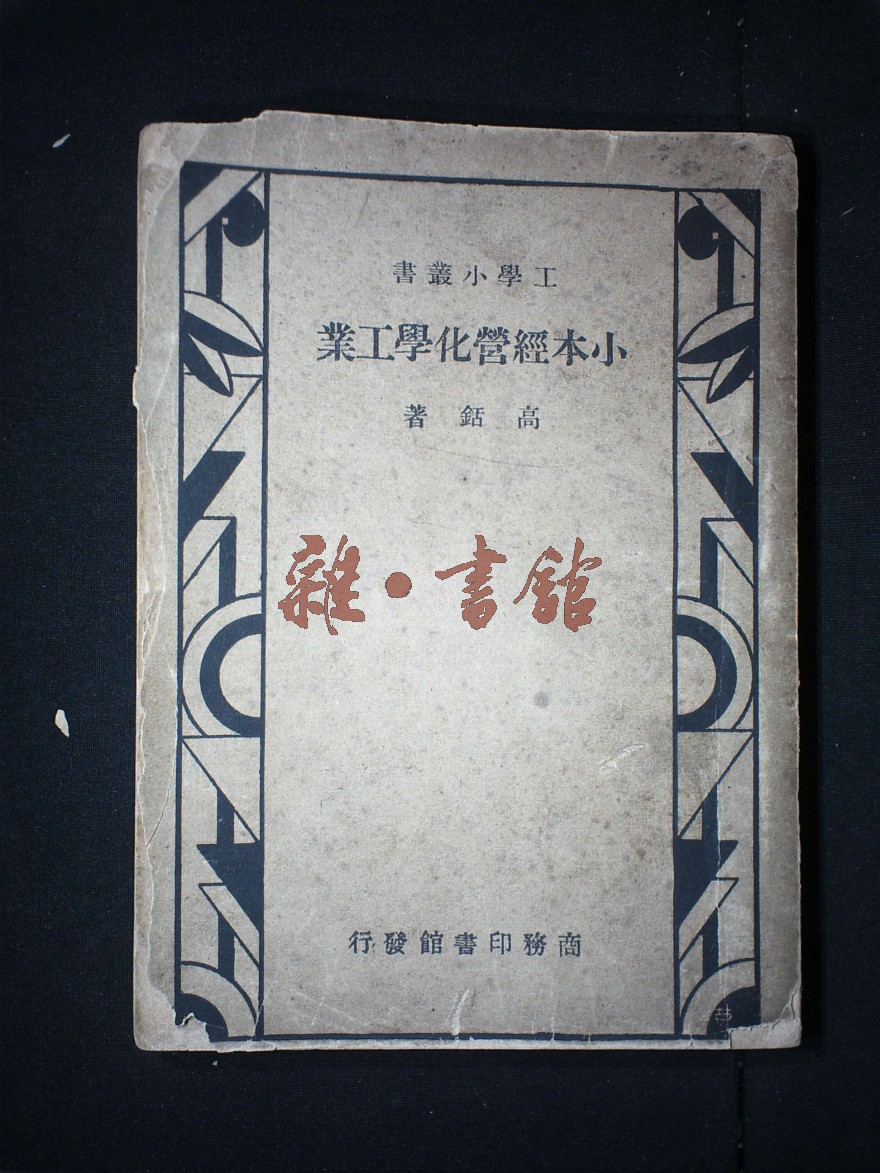 工學小叢書
小本經營化學工業
高銛著
雜·書館
商務印書館發行